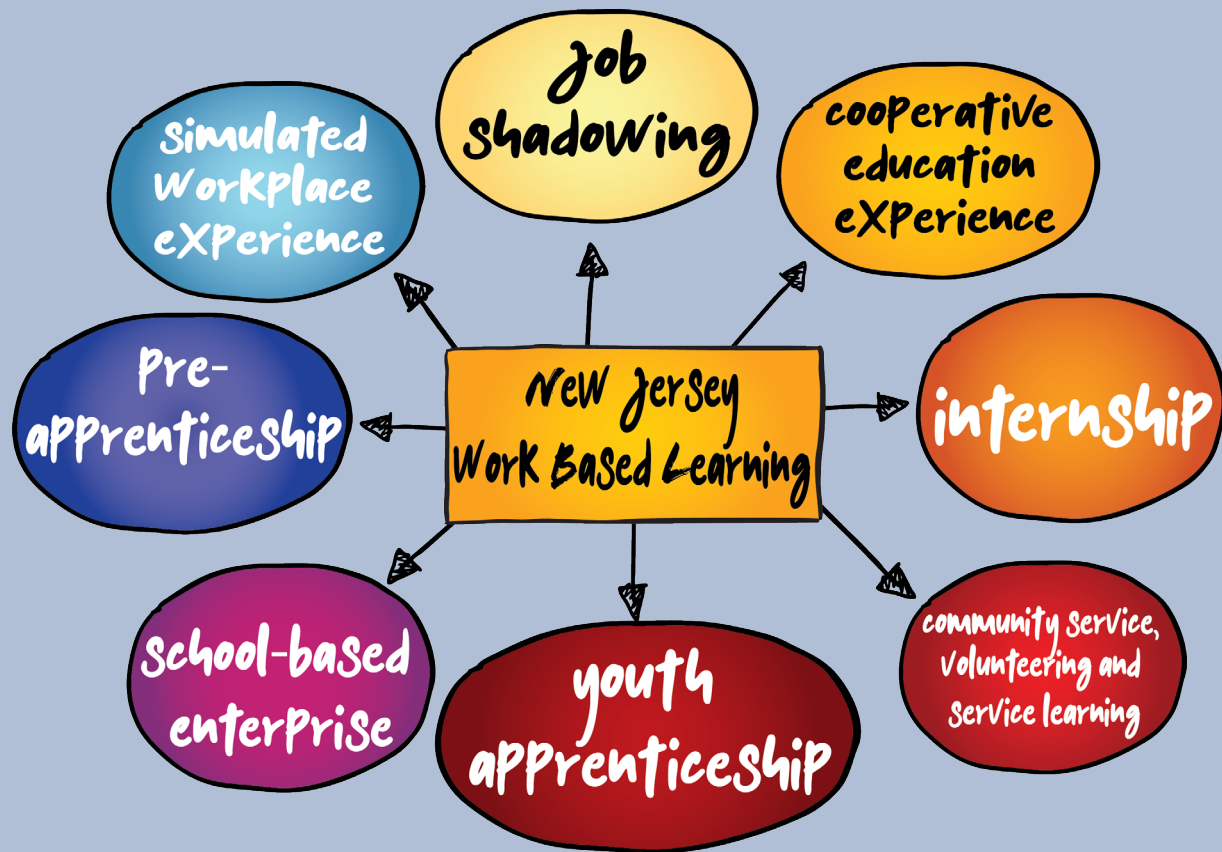 Job
shadowing
simulated
workplace
experience
cooperative
education
experience
pre-
apprenticeship
New Jersey
Work Based Learning
internship
school-based
enterprise
youth
apprenticeship
community service,
volunteering and
service learning